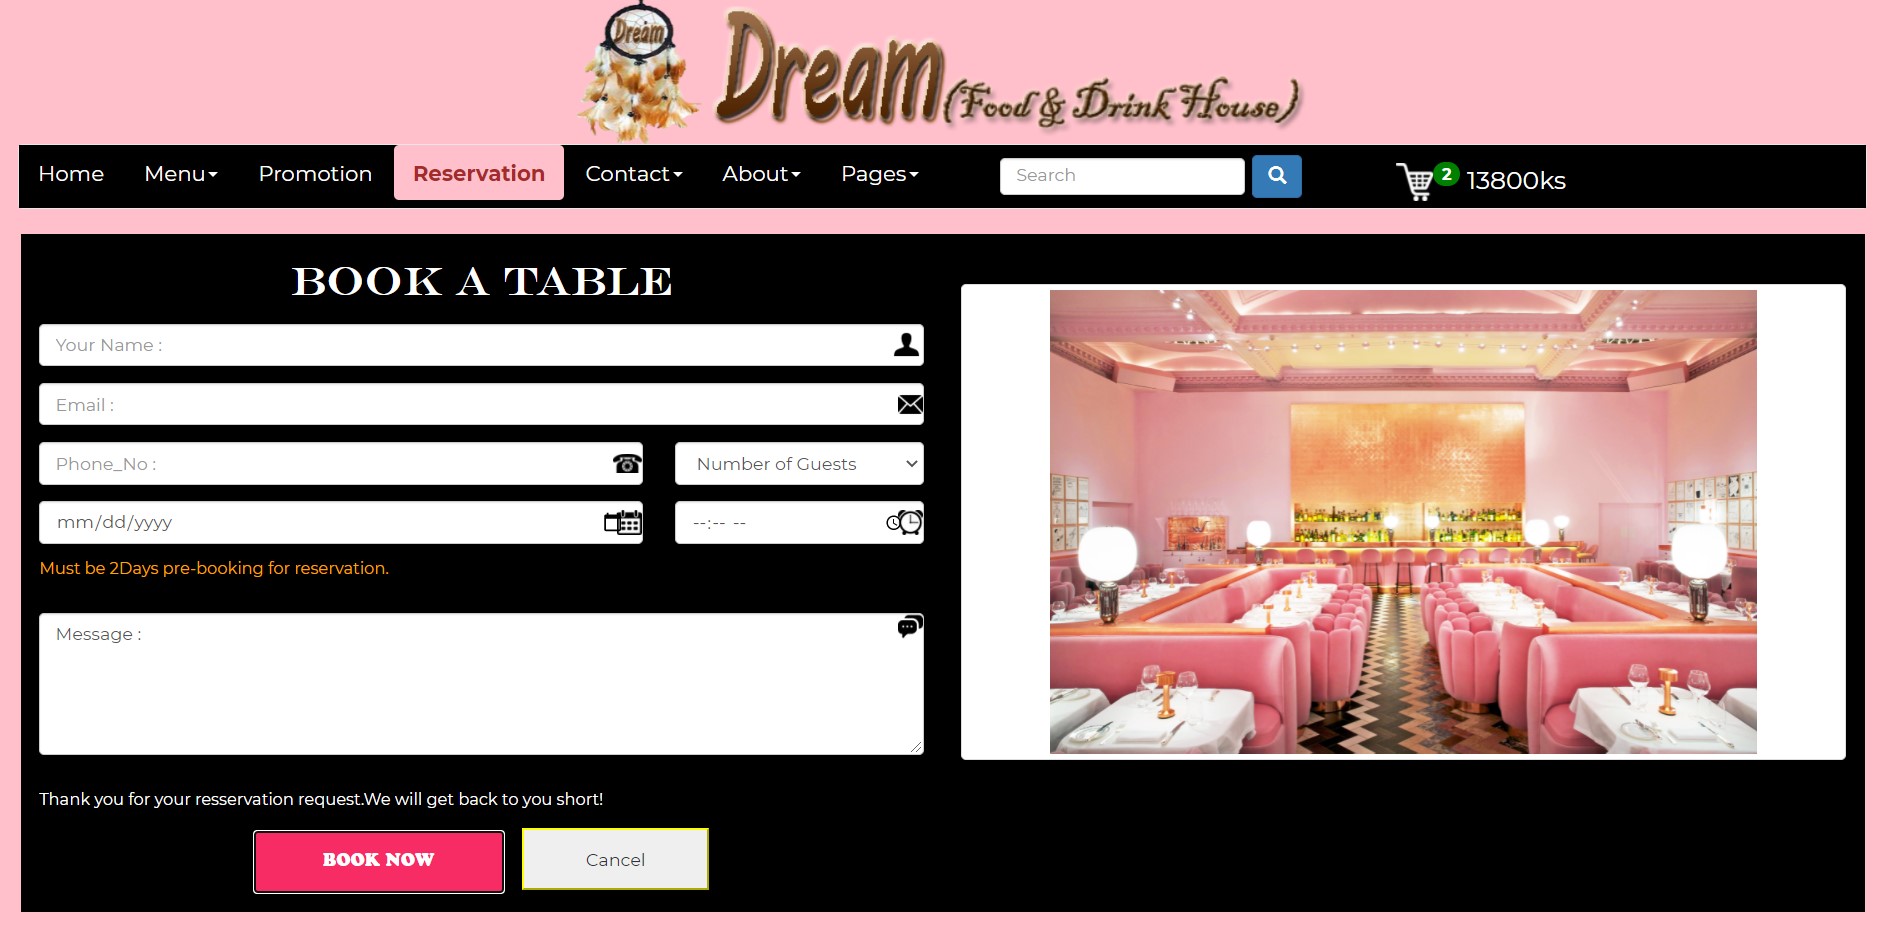 Dream
Dream (Food & Drink House)
Home Menu Promotion Reservation Contact About Pages Search 2 13800ks
BOOK A TABLE
Your Name :
Email :
Phone_No : Number of Guests
mm/dd/yyyy --:-- --
Must be 2Days pre-booking for reservation.
Message :
Thank you for your resservation request.We will get back to you short!
BOOK NOW Cancel